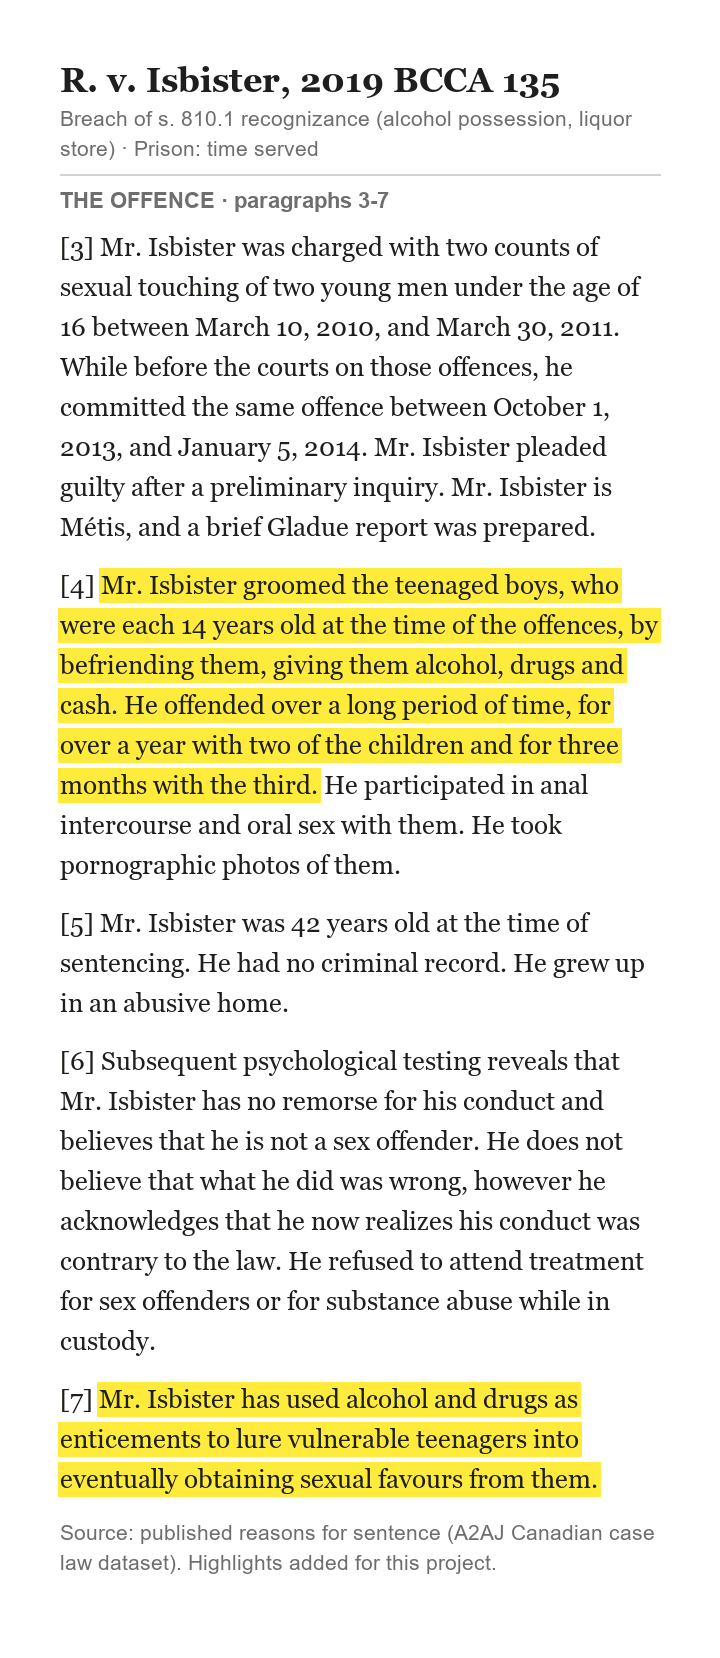 R. v. Isbister, 2019 BCCA 135
Breach of s. 810.1 recognizance (alcohol possession, liquor
store) · Prison: time served
THE OFFENCE · paragraphs 3-7
[3] Mr. Isbister was charged with two counts of
sexual touching of two young men under the age of
16 between March 10, 2010, and March 30, 2011.
While before the courts on those offences, he
committed the same offence between October 1,
2013, and January 5, 2014. Mr. Isbister pleaded
guilty after a preliminary inquiry. Mr. Isbister is
Métis, and a brief Gladue report was prepared.
[4] Mr. Isbister groomed the teenaged boys, who
were each 14 years old at the time of the offences, by
befriending them, giving them alcohol, drugs and
cash. He offended over a long period of time, for
over a year with two of the children and for three
months with the third. He participated in anal
intercourse and oral sex with them. He took
pornographic photos of them.
[5] Mr. Isbister was 42 years old at the time of
sentencing. He had no criminal record. He grew up
in an abusive home.
[6] Subsequent psychological testing reveals that
Mr. Isbister has no remorse for his conduct and
believes that he is not a sex offender. He does not
believe that what he did was wrong, however he
acknowledges that he now realizes his conduct was
contrary to the law. He refused to attend treatment
for sex offenders or for substance abuse while in
custody.
[7] Mr. Isbister has used alcohol and drugs as
enticements to lure vulnerable teenagers into
eventually obtaining sexual favours from them.
Source: published reasons for sentence (A2AJ Canadian case
law dataset). Highlights added for this project.